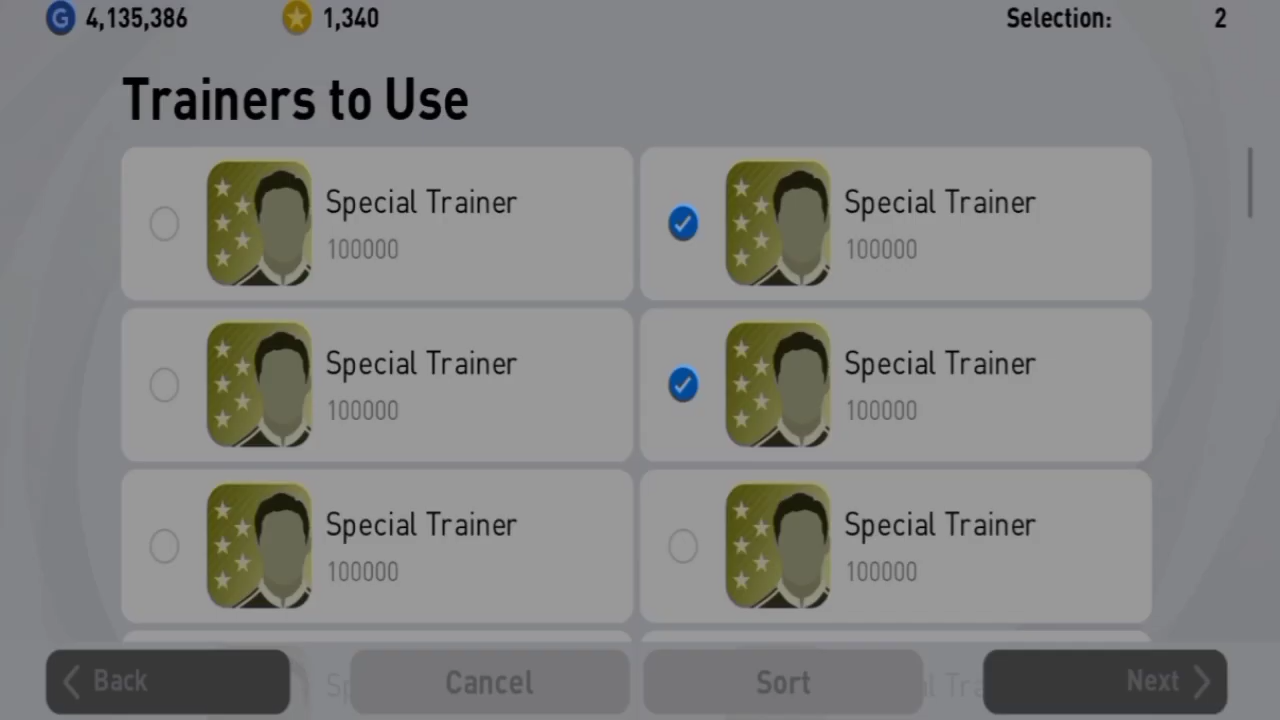 G 4,135,386 1,340 Selection: 2
Trainers to Use
Special Trainer Special Trainer
100000 100000
Special Trainer Special Trainer
100000 100000
Special Trainer Special Trainer
100000 100000
Back Cancel Sort Next